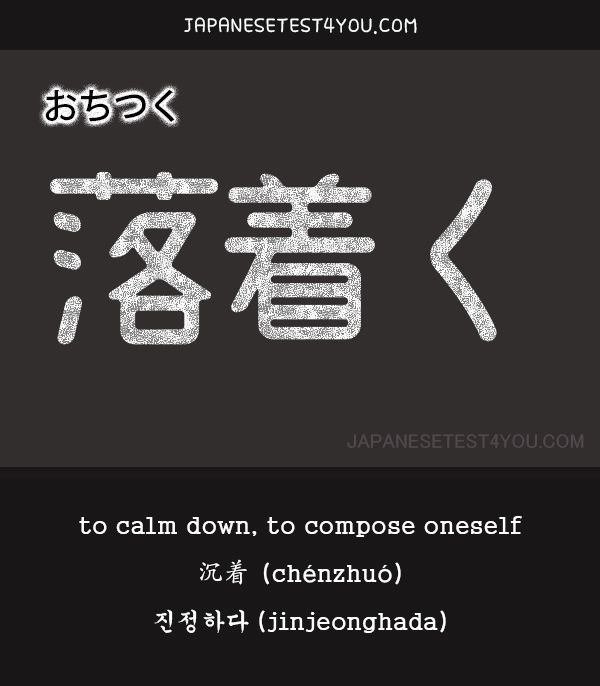 JAPANESETEST4YOU.COM
おちつく
落着く
JAPANESETEST4YOU.COM
to calm down, to compose oneself
沉着 (chénzhuó)
진정하다 (jinjeonghada)